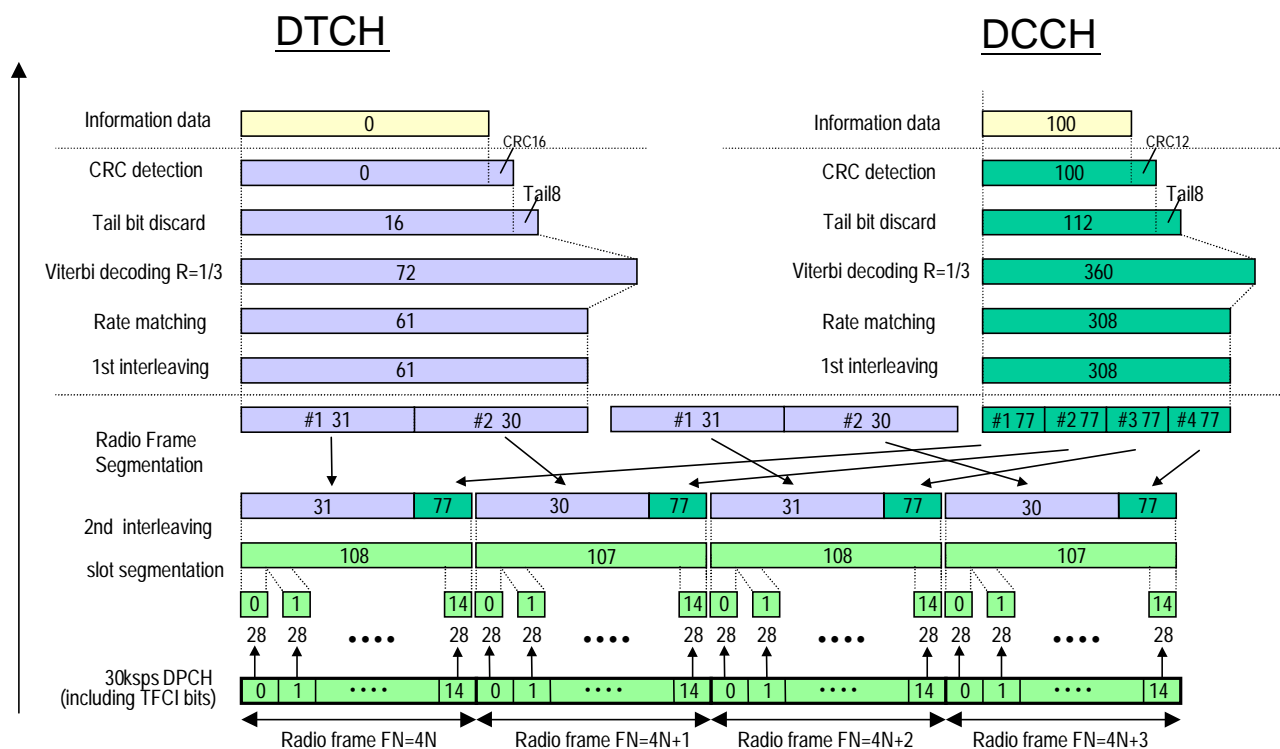 DTCH
DCCH
Information data
0
Information data
100
CRC16
CRC12
CRC detection
0
CRC detection
100
Tail8
Tail8
Tail bit discard
16
Tail bit discard
112
Viterbi decoding R=1/3
72
Viterbi decoding R=1/3
360
Rate matching
61
Rate matching
308
1st interleaving
61
1st interleaving
308
#1 31
#2 30
#1 31
#2 30
#1 77
#2 77
#3 77
#4 77
Radio Frame
Segmentation
31
77
30
77
31
77
30
77
2nd interleaving
108
107
108
107
slot segmentation
0 1 14 0 1 14 0 1 14 0 1 14
28 28 •••• 28 28 28 •••• 28 28 28 •••• 28 28 28 •••• 28
30ksps DPCH
(including TFCI bits)
0 1 •••• 14 0 1 •••• 14 0 1 •••• 14 0 1 •••• 14
Radio frame FN=4N
Radio frame FN=4N+1
Radio frame FN=4N+2
Radio frame FN=4N+3